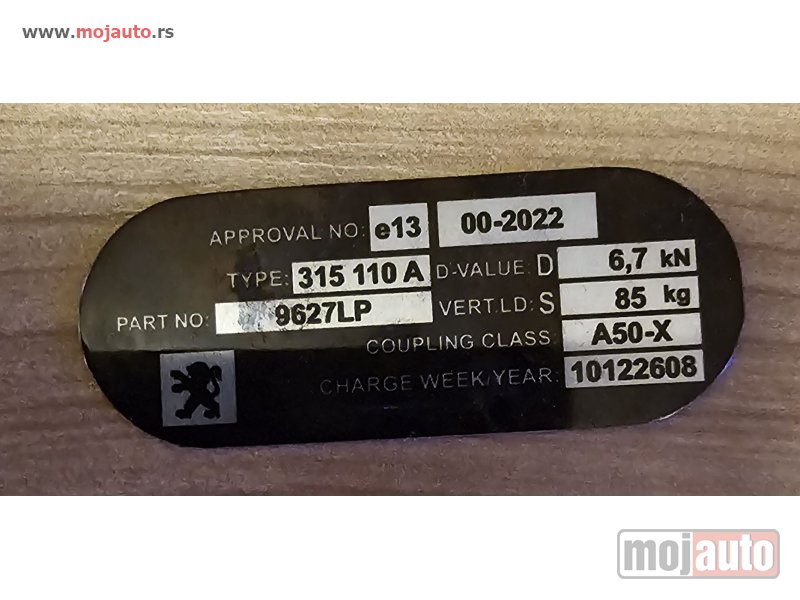 www.mojauto.rs
APPROVAL NO: e13 00-2022
TYPE: 315 110 A D-VALUE: D 6,7 kN
PART NO: 9627LP VERT.LD: S 85 kg
COUPLING CLASS: A50-X
CHARGE WEEK/YEAR: 10122608
mojauto